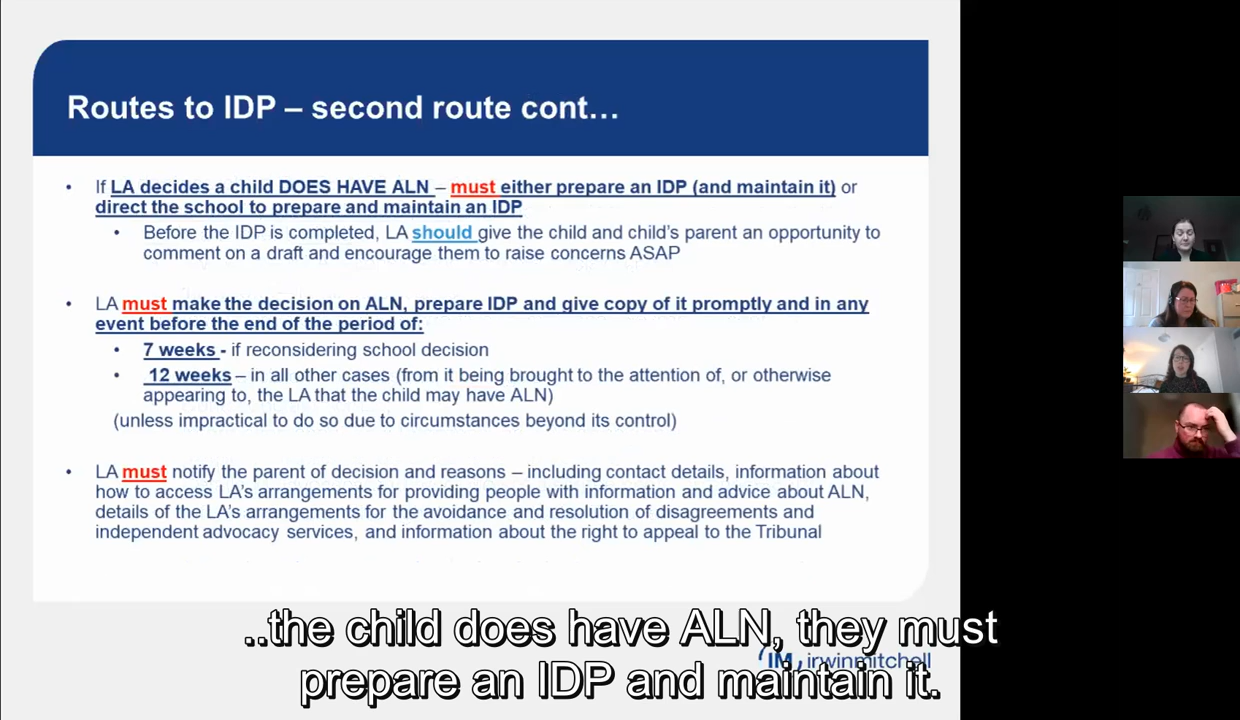 Routes to IDP – second route cont…
• If LA decides a child DOES HAVE ALN – must either prepare an IDP (and maintain it) or
direct the school to prepare and maintain an IDP
• Before the IDP is completed, LA should give the child and child's parent an opportunity to
comment on a draft and encourage them to raise concerns ASAP
• LA must make the decision on ALN, prepare IDP and give copy of it promptly and in any
event before the end of the period of:
• 7 weeks - if reconsidering school decision
• 12 weeks – in all other cases (from it being brought to the attention of, or otherwise
appearing to, the LA that the child may have ALN)
(unless impractical to do so due to circumstances beyond its control)
• LA must notify the parent of decision and reasons – including contact details, information about
how to access LA's arrangements for providing people with information and advice about ALN,
details of the LA's arrangements for the avoidance and resolution of disagreements and
independent advocacy services, and information about the right to appeal to the Tribunal
..the child does have ALN, they must
IM irwinmitchell
prepare an IDP and maintain it.